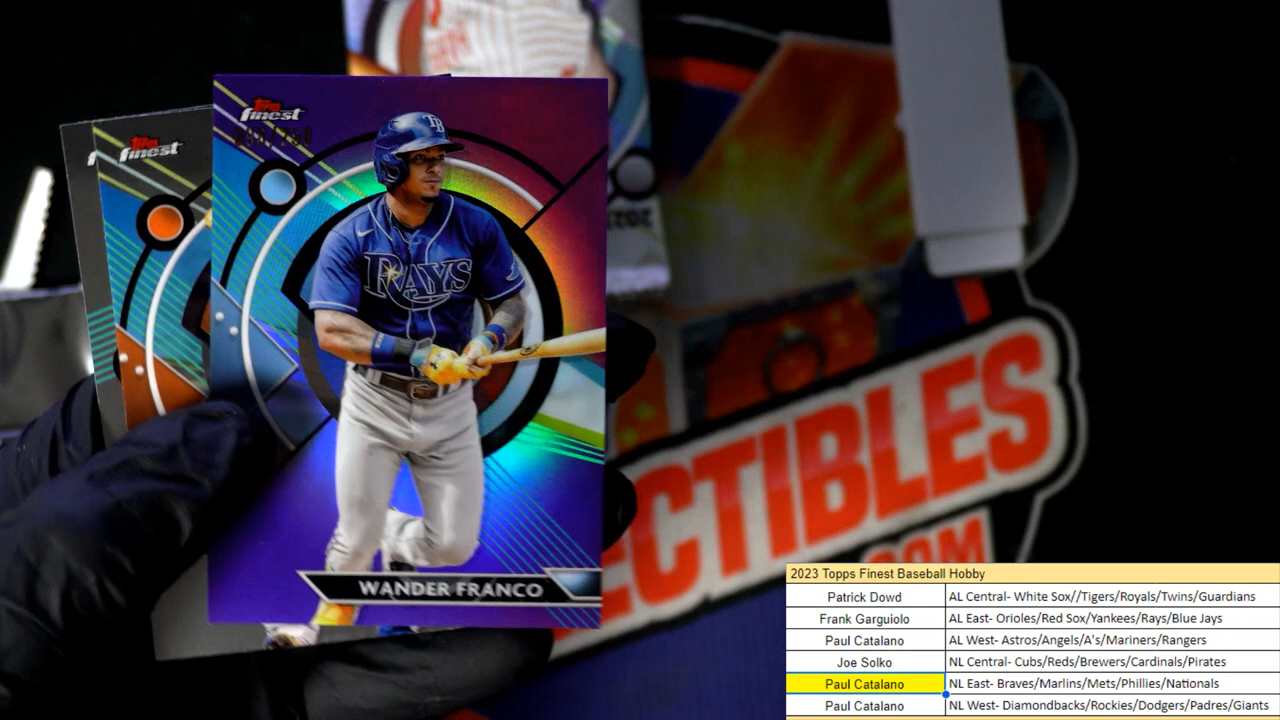 Topps
finest
Topps
finest
TB
RAYS
WANDER FRANCO
ECTIBLES
.COM
2023 Topps Finest Baseball Hobby
Patrick Dowd AL Central- White Sox//Tigers/Royals/Twins/Guardians
Frank Garguiolo AL East- Orioles/Red Sox/Yankees/Rays/Blue Jays
Paul Catalano AL West- Astros/Angels/A's/Mariners/Rangers
Joe Solko NL Central- Cubs/Reds/Brewers/Cardinals/Pirates
Paul Catalano NL East- Braves/Marlins/Mets/Phillies/Nationals
Paul Catalano NL West- Diamondbacks/Rockies/Dodgers/Padres/Giants